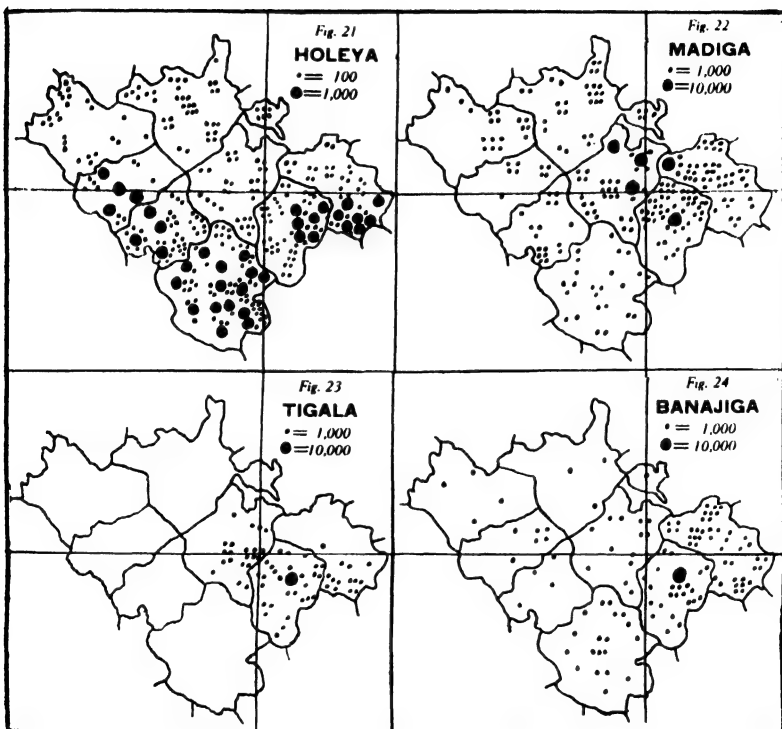 Fig. 21
HOLEYA
•= 100
●=1,000
Fig. 22
MADIGA
•= 1,000
●=10,000
Fig. 23
TIGALA
•= 1,000
●=10,000
Fig. 24
BANAJIGA
•= 1,000
●=10,000